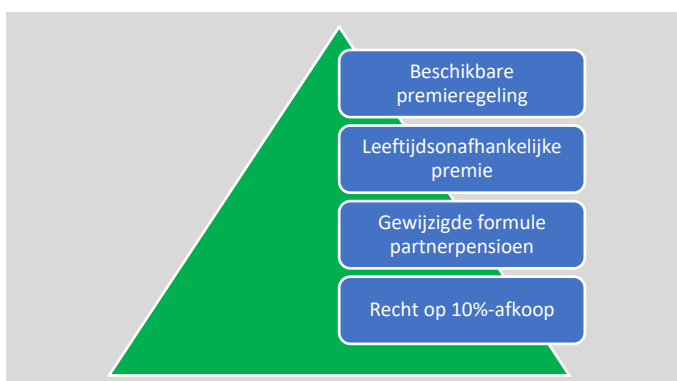 Beschikbare
premieregeling
Leeftijdsonafhankelijke
premie
Gewijzigde formule
partnerpensioen
Recht op 10%-afkoop